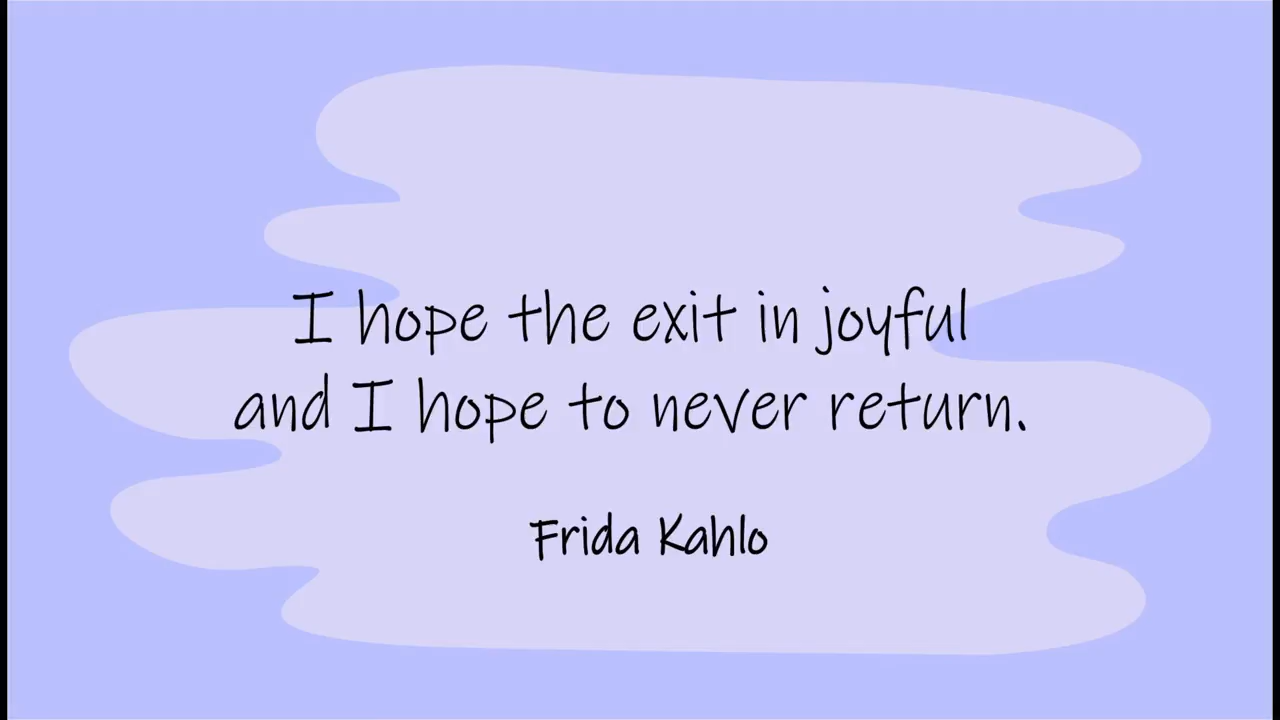 I hope the exit in joyful
and I hope to never return.
Frida Kahlo